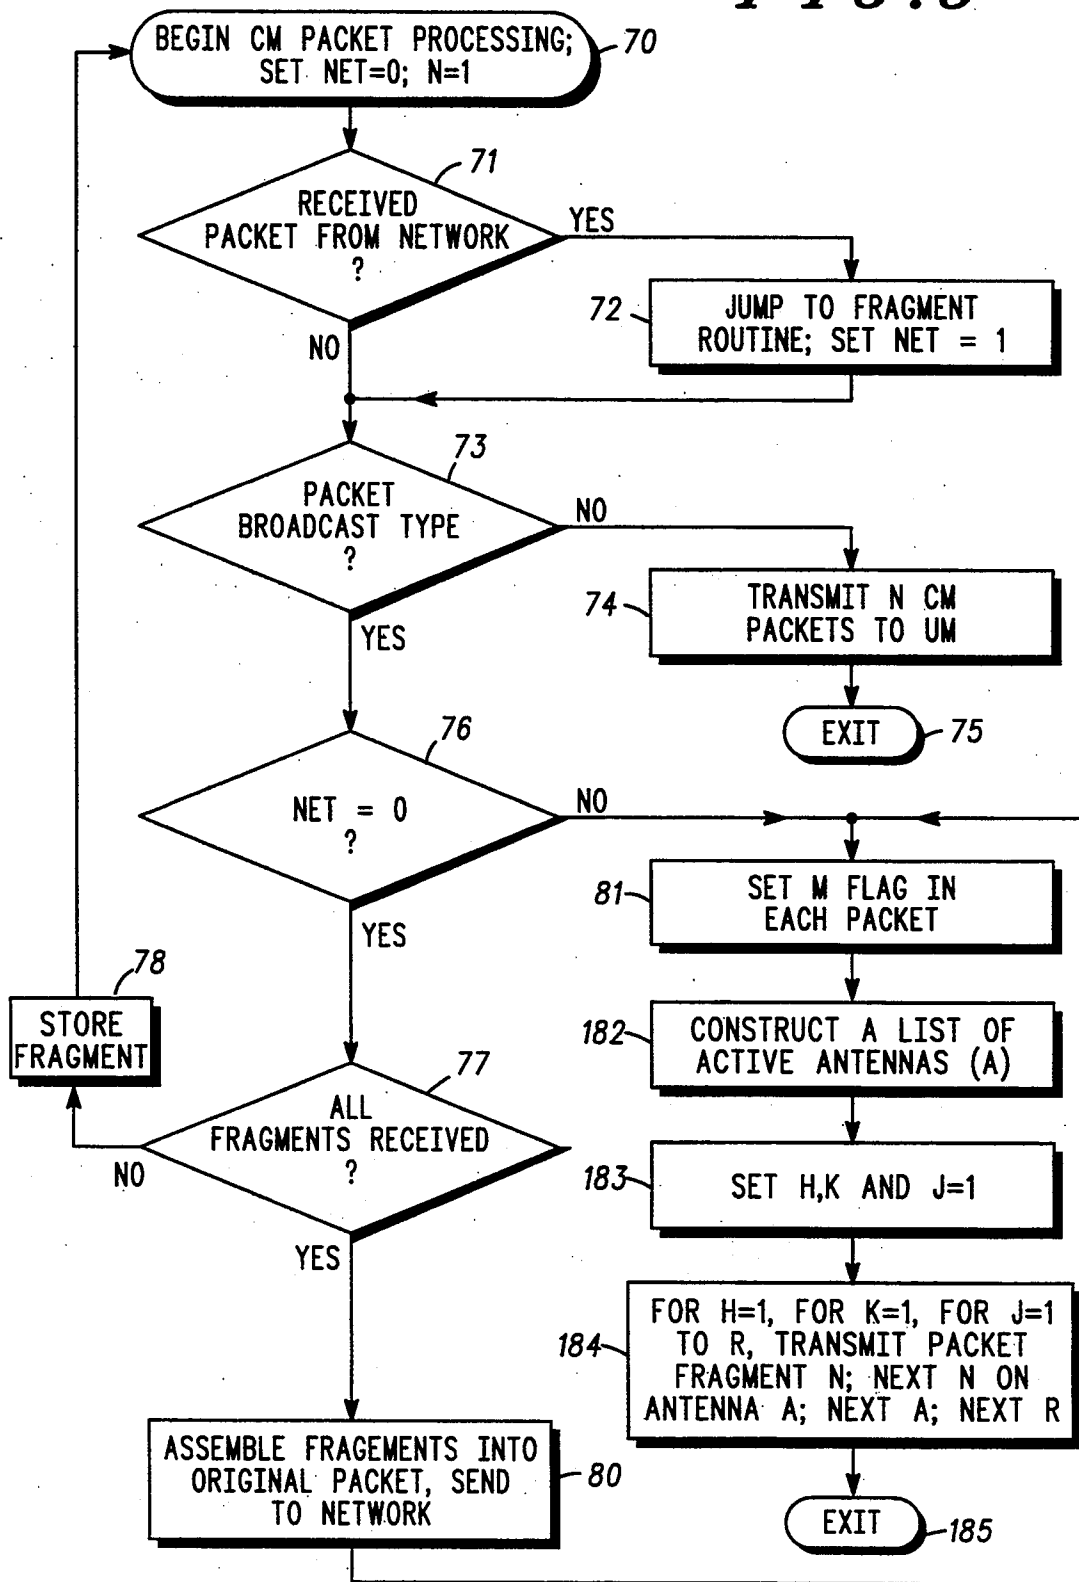 BEGIN CM PACKET PROCESSING;
SET NET=0; N=1
70
71
RECEIVED
PACKET FROM NETWORK
?
YES
NO
72
JUMP TO FRAGMENT
ROUTINE; SET NET = 1
73
PACKET
BROADCAST TYPE
?
NO
YES
74
TRANSMIT N CM
PACKETS TO UM
EXIT
75
76
NET = 0
?
NO
YES
81
SET M FLAG IN
EACH PACKET
78
STORE
FRAGMENT
182
CONSTRUCT A LIST OF
ACTIVE ANTENNAS (A)
77
ALL
FRAGMENTS RECEIVED
?
NO
YES
183
SET H,K AND J=1
184
FOR H=1, FOR K=1, FOR J=1
TO R, TRANSMIT PACKET
FRAGMENT N; NEXT N ON
ANTENNA A; NEXT A; NEXT R
ASSEMBLE FRAGEMENTS INTO
ORIGINAL PACKET, SEND
TO NETWORK
80
EXIT
185